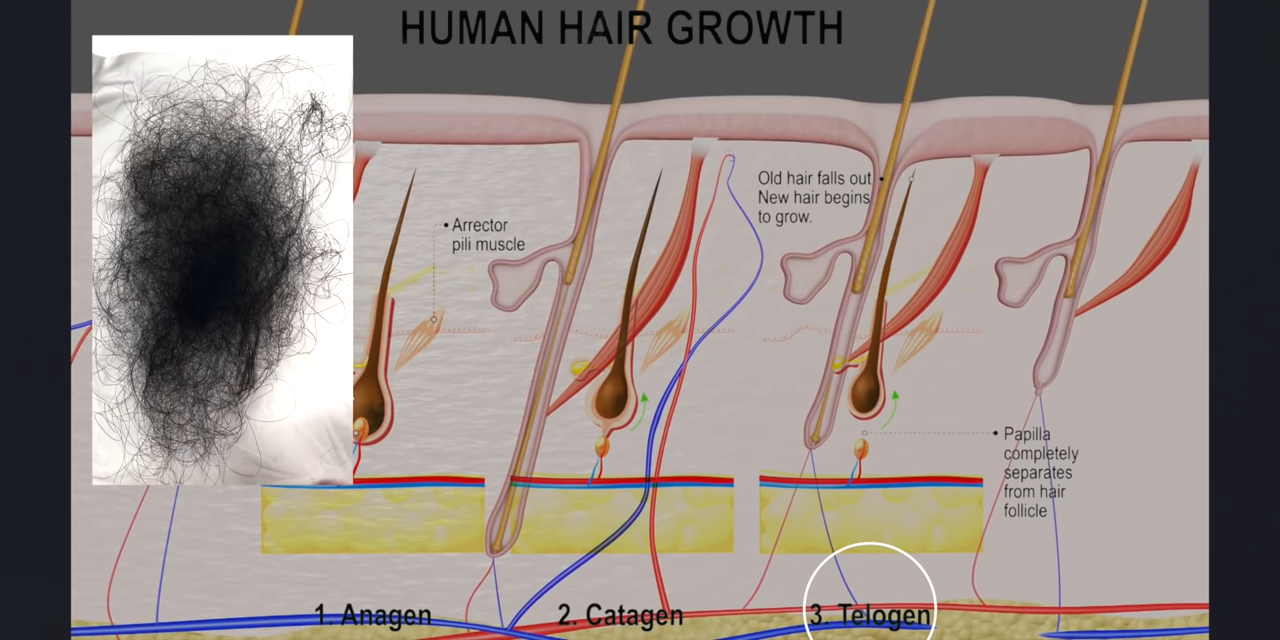 HUMAN HAIR GROWTH
Arrector
pili muscle
Old hair falls out
New hair begins
to grow.
Papilla
completely
separates
from hair
follicle
1. Anagen
2. Catagen
3. Telogen